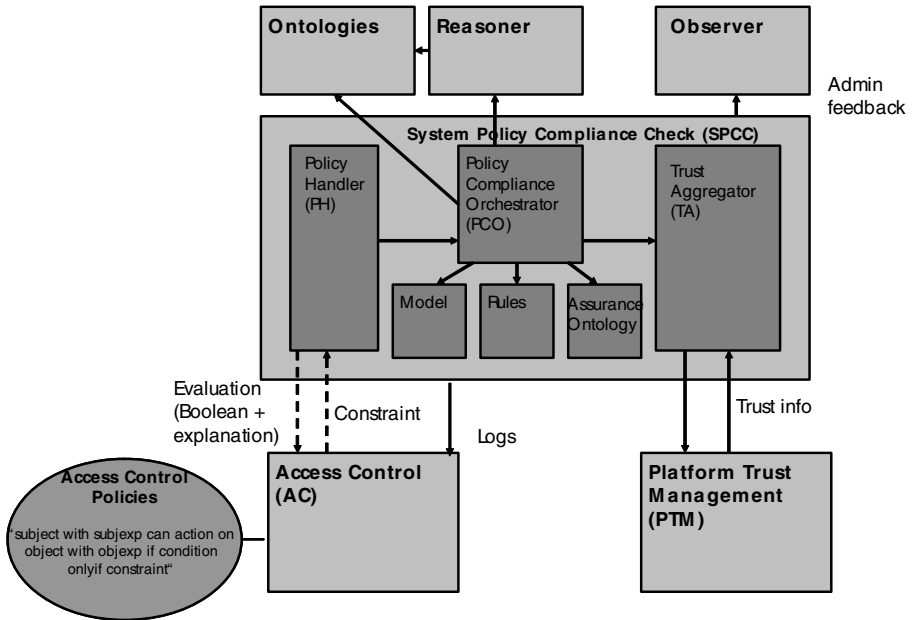 Ontologies
Reasoner
Observer
Admin
feedback
System Policy Compliance Check (SPCC)
Policy
Handler
(PH)
Policy
Compliance
Orchestrator
(PCO)
Trust
Aggregator
(TA)
Model
Rules
Assurance
Ontology
Evaluation
(Boolean +
explanation)
Constraint
Logs
Trust info
Access Control
Policies
"subject with subjexp can action on
object with objexp if condition
onlyif constraint"
Access Control
(AC)
Platform Trust
Management
(PTM)